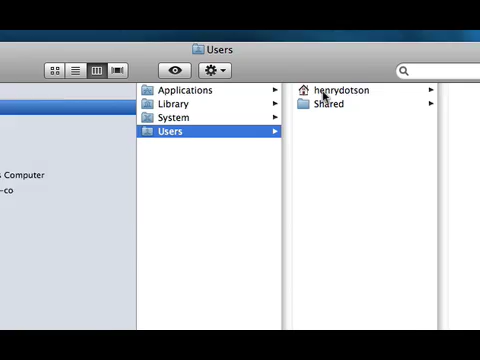 Users
Applications
Library
System
Users
henrydotson
Shared
s Computer
-co